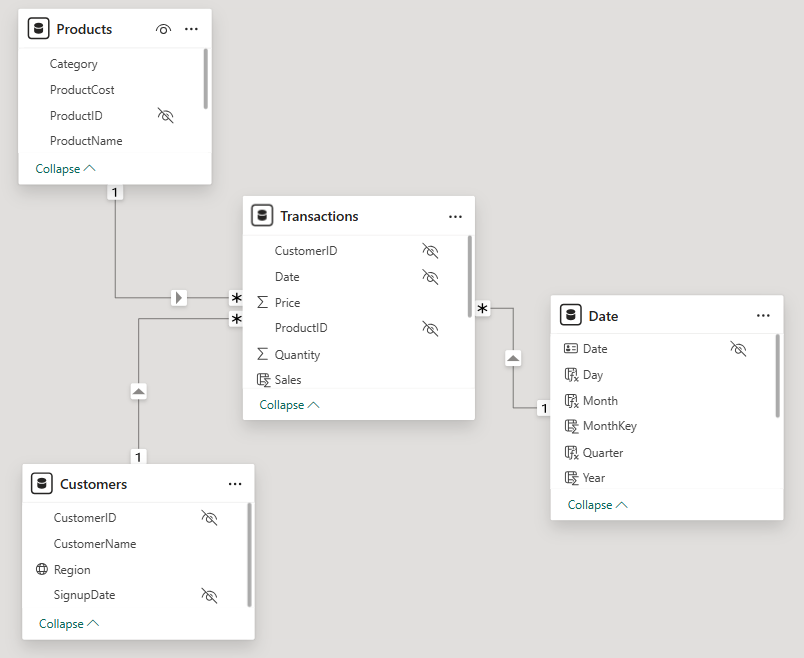 Products
Category
ProductCost
ProductID
ProductName
Collapse
1
Transactions
CustomerID
Date
Price
ProductID
Quantity
Sales
Collapse
*
*
*
1
Date
Date
Day
Month
MonthKey
Quarter
Year
Collapse
1
Customers
CustomerID
CustomerName
Region
SignupDate
Collapse